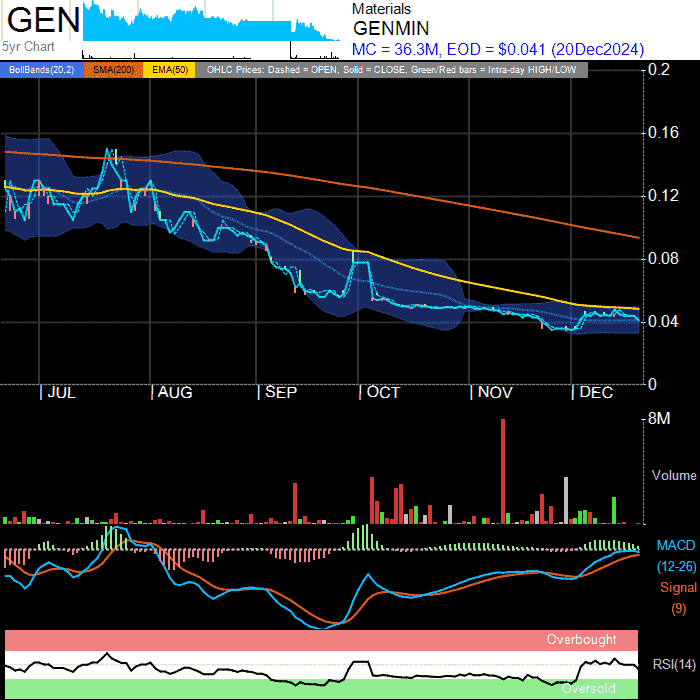 GEN
5yr Chart
Materials
GENMIN
MC = 36.3M, EOD = $0.041 (20Dec2024)
BollBands(20,2) SMA(200) EMA(50) OHLC Prices: Dashed = OPEN, Solid = CLOSE, Green/Red bars = Intra-day HIGH/LOW
0.2
0.16
0.12
0.08
0.04
0
JUL AUG SEP OCT NOV DEC
8M
Volume
MACD
(12-26)
Signal
(9)
Overbought
RSI(14)
Oversold